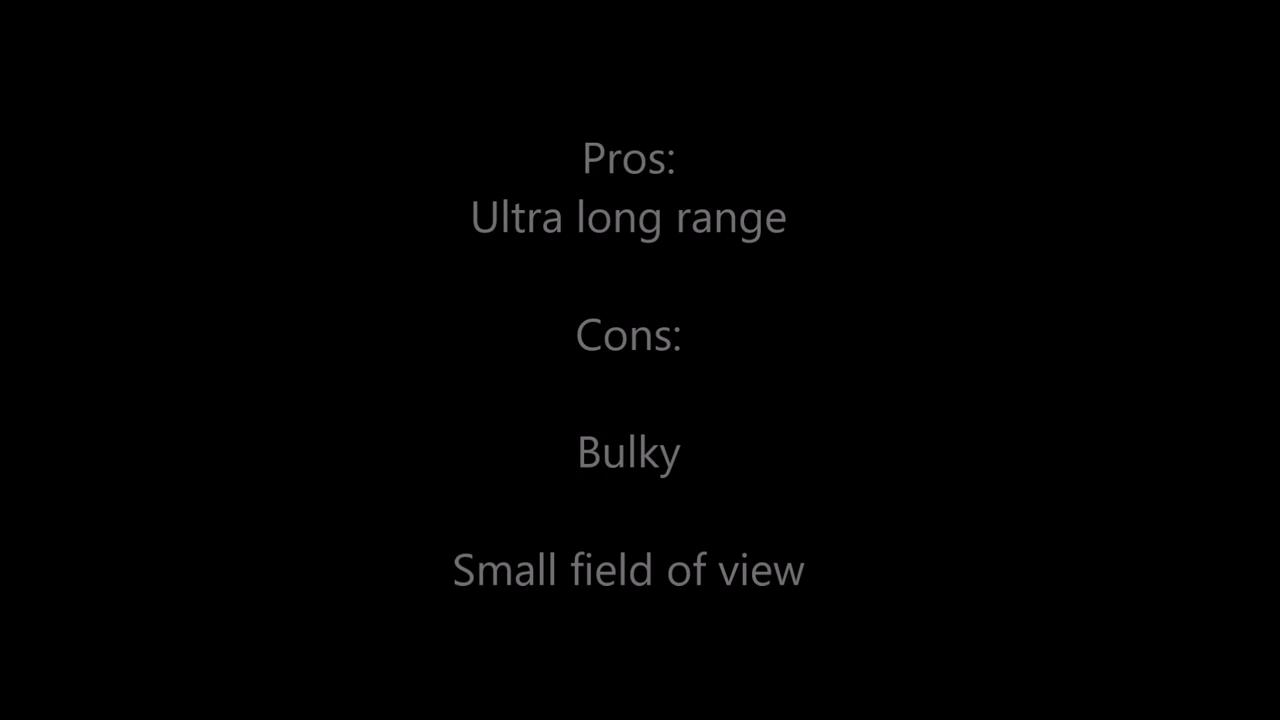 Pros:
Ultra long range
Cons:
Bulky
Small field of view